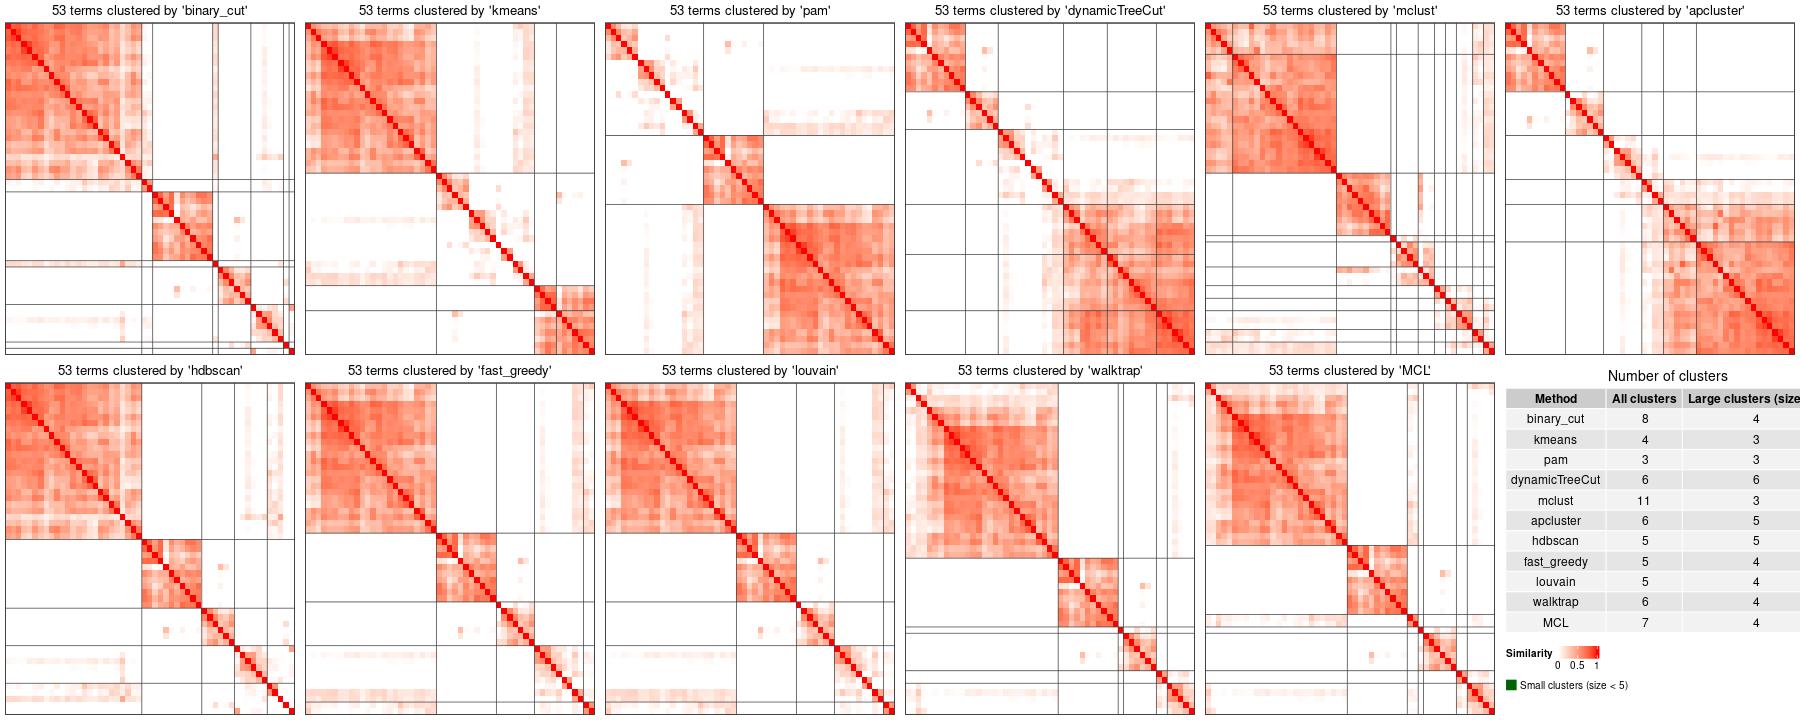 53 terms clustered by 'binary_cut'
53 terms clustered by 'kmeans'
53 terms clustered by 'pam'
53 terms clustered by 'dynamicTreeCut'
53 terms clustered by 'mclust'
53 terms clustered by 'apcluster'
53 terms clustered by 'hdbscan'
53 terms clustered by 'fast_greedy'
53 terms clustered by 'louvain'
53 terms clustered by 'walktrap'
53 terms clustered by 'MCL'
Number of clusters
Method All clusters Large clusters (size
binary_cut 8 4
kmeans 4 3
pam 3 3
dynamicTreeCut 6 6
mclust 11 3
apcluster 6 5
hdbscan 5 5
fast_greedy 5 4
louvain 5 4
walktrap 6 4
MCL 7 4
Similarity
0 0.5 1
Small clusters (size < 5)